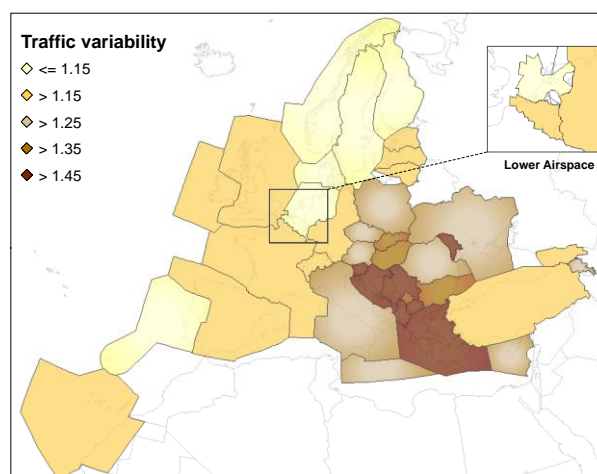 Traffic variability
<= 1.15
> 1.15
> 1.25
> 1.35
> 1.45
Lower Airspace